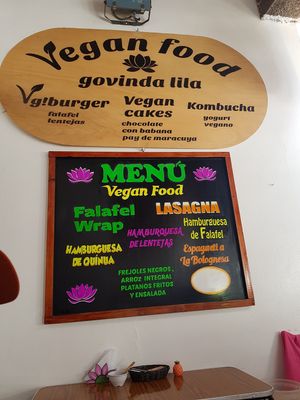 Vegan food
govinda lila
Vg!burger
falafel
lentejas
Vegan
cakes
chocolate
con babana
pay de maracuya
Kombucha
yogurt
vegano
MENÚ
Vegan Food
Falafel
Wrap
LASAGNA
HAMBURGUESA
DE LENTEJAS
Hamburguesa
de Falafel
HAMBURGUESA
DE QUINUA
Espagueti a
La Bolognesa
FREJOLES NEGROS,
ARROZ INTEGRAL
PLATANOS FRITOS
Y ENSALADA